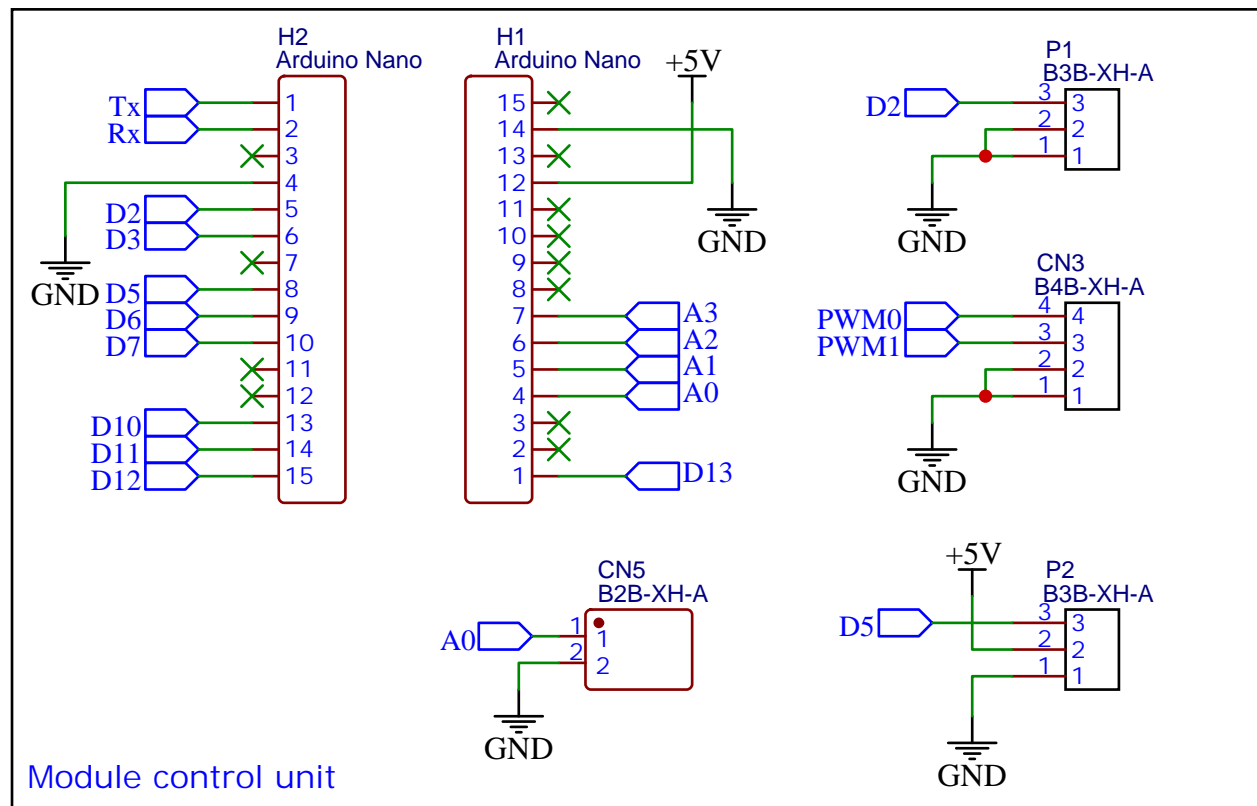 H2
Arduino Nano
Tx 1
Rx 2
3
4
D2 5
D3 6
7
GND
D5 8
D6 9
D7 10
11
12
D10 13
D11 14
D12 15
H1
Arduino Nano
+5V
15
14
13
12
11
10
9
8
7 A3
6 A2
5 A1
4 A0
3
2
1 D13
GND
P1
B3B-XH-A
D2 3 3
2 2
1 1
GND
CN3
B4B-XH-A
PWM0 4 4
PWM1 3 3
2 2
1 1
GND
CN5
B2B-XH-A
A0 1 1
2 2
GND
+5V
P2
B3B-XH-A
D5 3 3
2 2
1 1
GND
Module control unit